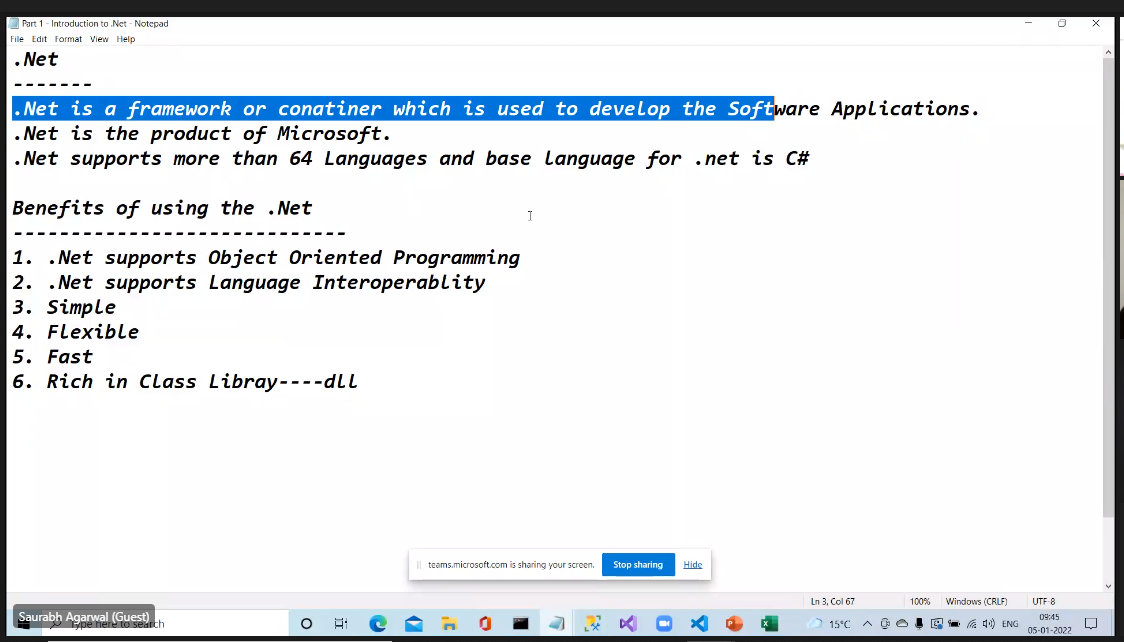 Part 1 - Introduction to .Net - Notepad
File Edit Format View Help
.Net
-------
.Net is a framework or conatiner which is used to develop the Software Applications.
.Net is the product of Microsoft.
.Net supports more than 64 Languages and base language for .net is C#
Benefits of using the .Net
-----------------------------
1. .Net supports Object Oriented Programming
2. .Net supports Language Interoperablity
3. Simple
4. Flexible
5. Fast
6. Rich in Class Libray----dll
teams.microsoft.com is sharing your screen. Stop sharing Hide
Ln 3, Col 67 100% Windows (CRLF) UTF-8
Saurabh Agarwal (Guest)
Type here to search
15°C ENG 09:45
05-01-2022